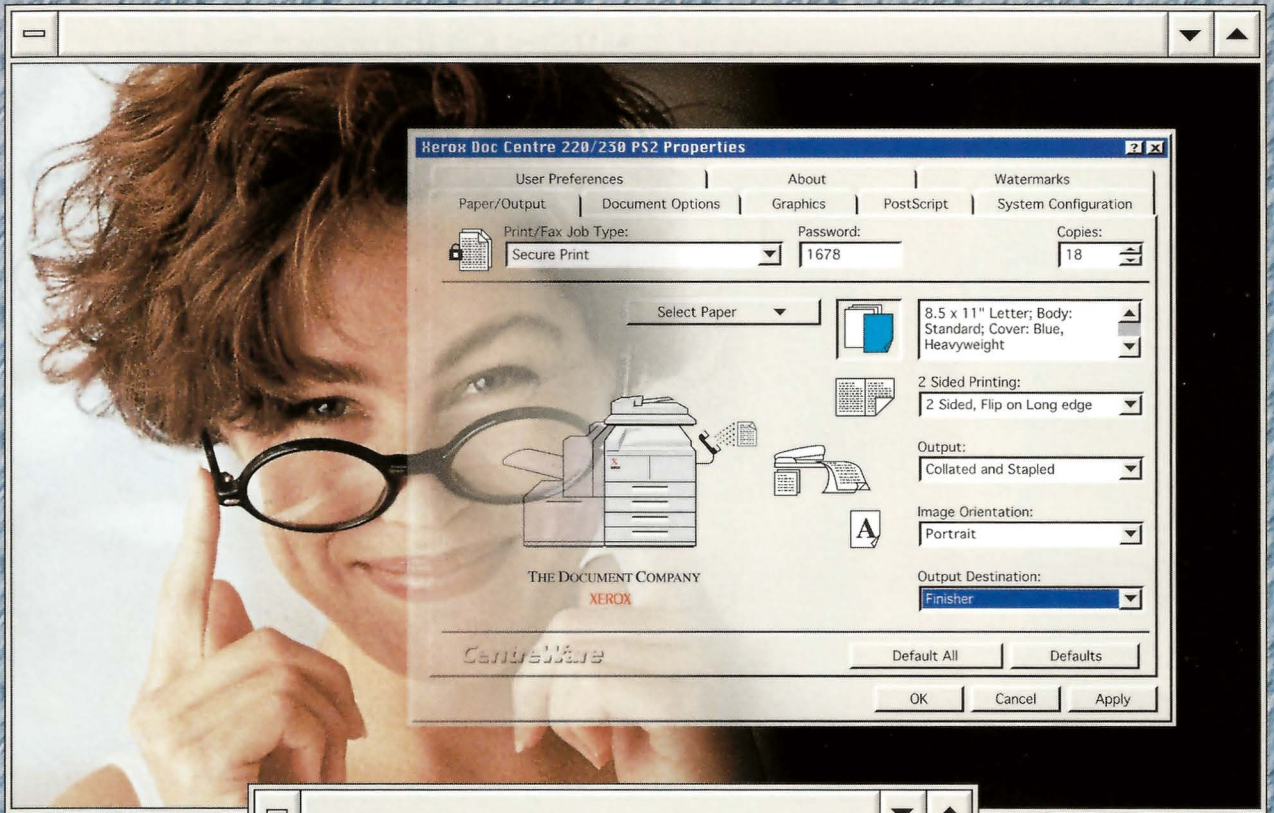 Xerox Doc Centre 220/230 PS2 Properties
User Preferences
About
Watermarks
Paper/Output
Document Options
Graphics
PostScript
System Configuration
Print/Fax Job Type:
Password:
Copies:
Secure Print
1678
18
Select Paper
8.5 x 11" Letter; Body:
Standard; Cover: Blue,
Heavyweight
2 Sided Printing:
2 Sided, Flip on Long edge
Output:
Collated and Stapled
Image Orientation:
A
Portrait
THE DOCUMENT COMPANY
XEROX
Output Destination:
Finisher
CentreWare
Default All
Defaults
OK
Cancel
Apply